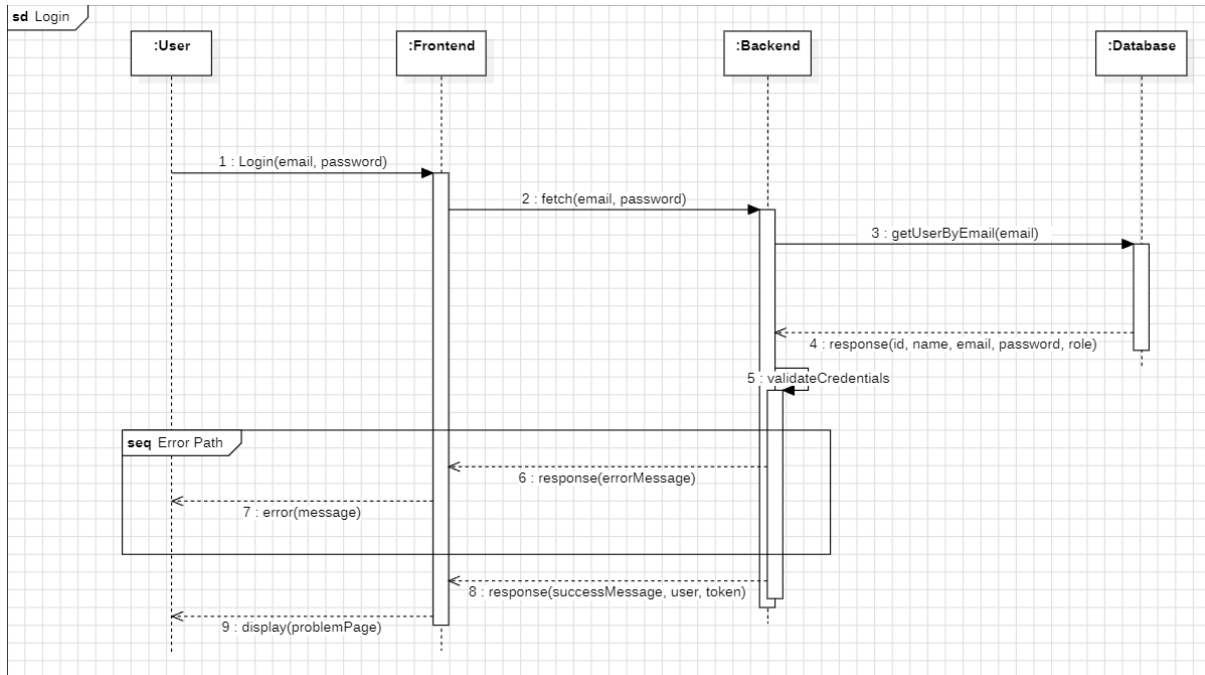 sd Login
:User
:Frontend
:Backend
:Database
1 : Login(email, password)
2 : fetch(email, password)
3 : getUserByEmail(email)
4 : response(id, name, email, password, role)
5 : validateCredentials
seq Error Path
6 : response(errorMessage)
7 : error(message)
8 : response(successMessage, user, token)
9 : display(problemPage)